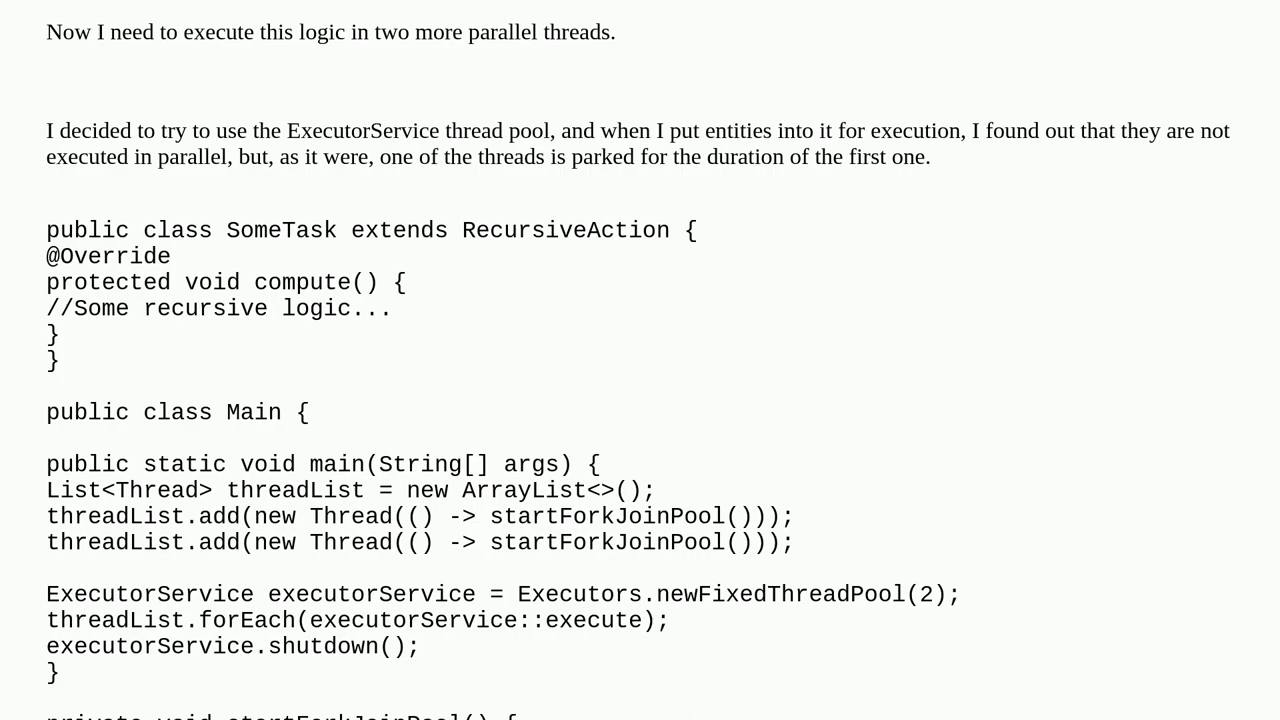 Now I need to execute this logic in two more parallel threads.
I decided to try to use the ExecutorService thread pool, and when I put entities into it for execution, I found out that they are not
executed in parallel, but, as it were, one of the threads is parked for the duration of the first one.
public class SomeTask extends RecursiveAction {
@Override
protected void compute() {
//Some recursive logic...
}
}
public class Main {
public static void main(String[] args) {
List<Thread> threadList = new ArrayList<>();
threadList.add(new Thread(() -> startForkJoinPool()));
threadList.add(new Thread(() -> startForkJoinPool()));
ExecutorService executorService = Executors.newFixedThreadPool(2);
threadList.forEach(executorService::execute);
executorService.shutdown();
}
private void startForkJoinPool() {